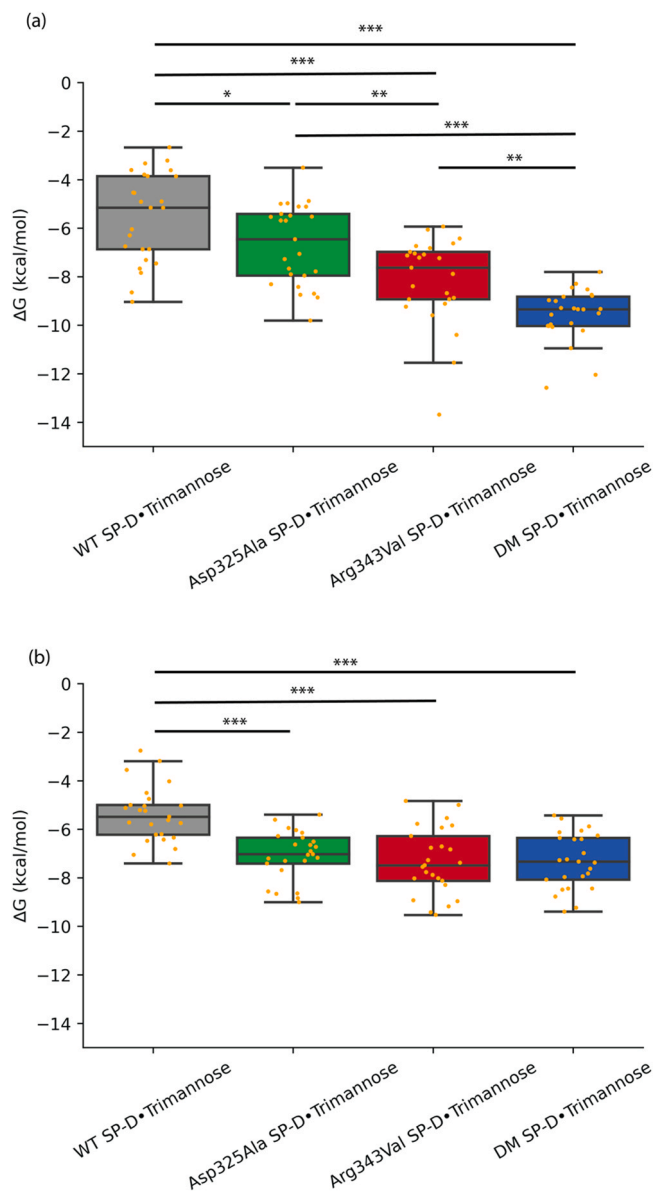 (a)
***
***
* **
***
**
0
−2
−4
−6
−8
−10
−12
−14
ΔG (kcal/mol)
WT SP-D•Trimannose
Asp325Ala SP-D•Trimannose
Arg343Val SP-D•Trimannose
DM SP-D•Trimannose
(b)
***
***
***
0
−2
−4
−6
−8
−10
−12
−14
ΔG (kcal/mol)
WT SP-D•Trimannose
Asp325Ala SP-D•Trimannose
Arg343Val SP-D•Trimannose
DM SP-D•Trimannose